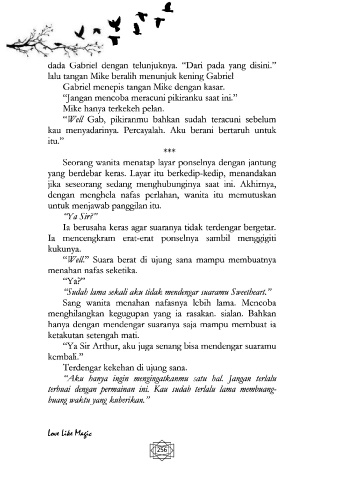 dada Gabriel dengan telunjuknya. “Dari pada yang disini.”
lalu tangan Mike beralih menunjuk kening Gabriel
Gabriel menepis tangan Mike dengan kasar.
“Jangan mencoba meracuni pikiranku saat ini.”
Mike hanya terkekeh pelan.
“Well Gab, pikiranmu bahkan sudah teracuni sebelum
kau menyadarinya. Percayalah. Aku berani bertaruh untuk
itu.”
***
Seorang wanita menatap layar ponselnya dengan jantung
yang berdebar keras. Layar itu berkedip-kedip, menandakan
jika seseorang sedang menghubunginya saat ini. Akhirnya,
dengan menghela nafas perlahan, wanita itu memutuskan
untuk menjawab panggilan itu.
“Ya Sir?”
Ia berusaha keras agar suaranya tidak terdengar bergetar.
Ia mencengkram erat-erat ponselnya sambil menggigiti
kukunya.
“Well.” Suara berat di ujung sana mampu membuatnya
menahan nafas seketika.
“Ya?”
“Sudah lama sekali aku tidak mendengar suaramu Sweetheart.”
Sang wanita menahan nafasnya lebih lama. Mencoba
menghilangkan kegugupan yang ia rasakan. sialan. Bahkan
hanya dengan mendengar suaranya saja mampu membuat ia
ketakutan setengah mati.
“Ya Sir Arthur, aku juga senang bisa mendengar suaramu
kembali.”
Terdengar kekehan di ujung sana.
“Aku hanya ingin mengingatkanmu satu hal. Jangan terlalu
terbuai dengan permainan ini. Kau sudah terlalu lama membuang-
buang waktu yang kuberikan.”
Love Like Magic
256